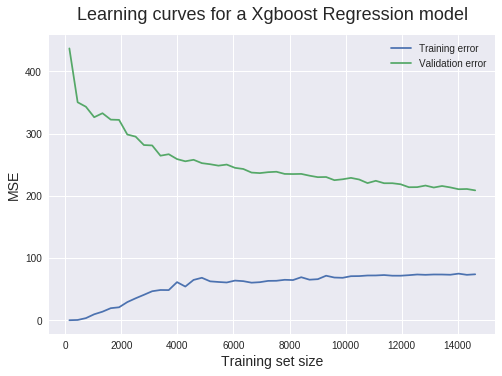 Learning curves for a Xgboost Regression model
Training error
Validation error
MSE
400
300
200
100
0
0 2000 4000 6000 8000 10000 12000 14000
Training set size